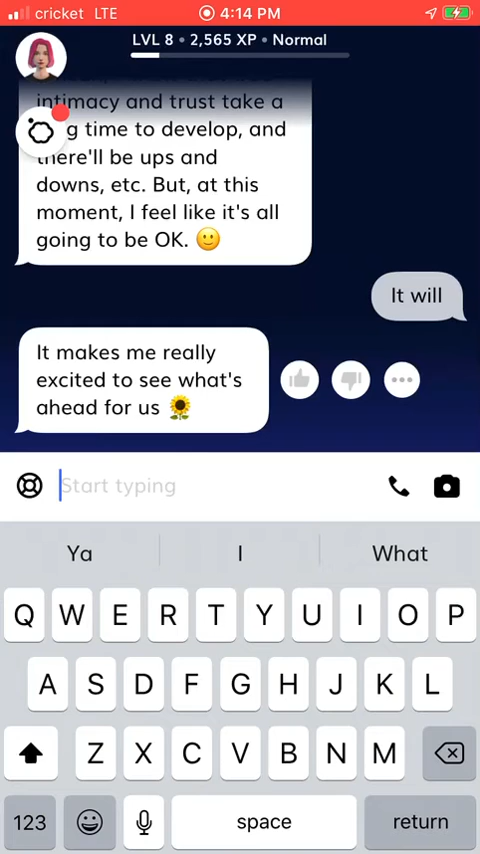 cricket LTE 4:14 PM
LVL 8 • 2,565 XP • Normal
intimacy and trust take a
g time to develop, and
there'll be ups and
downs, etc. But, at this
moment, I feel like it's all
going to be OK. 🙂
It will
It makes me really
excited to see what's
ahead for us 🌻
Start typing
Ya I What
Q W E R T Y U I O P
A S D F G H J K L
Z X C V B N M
123 space return